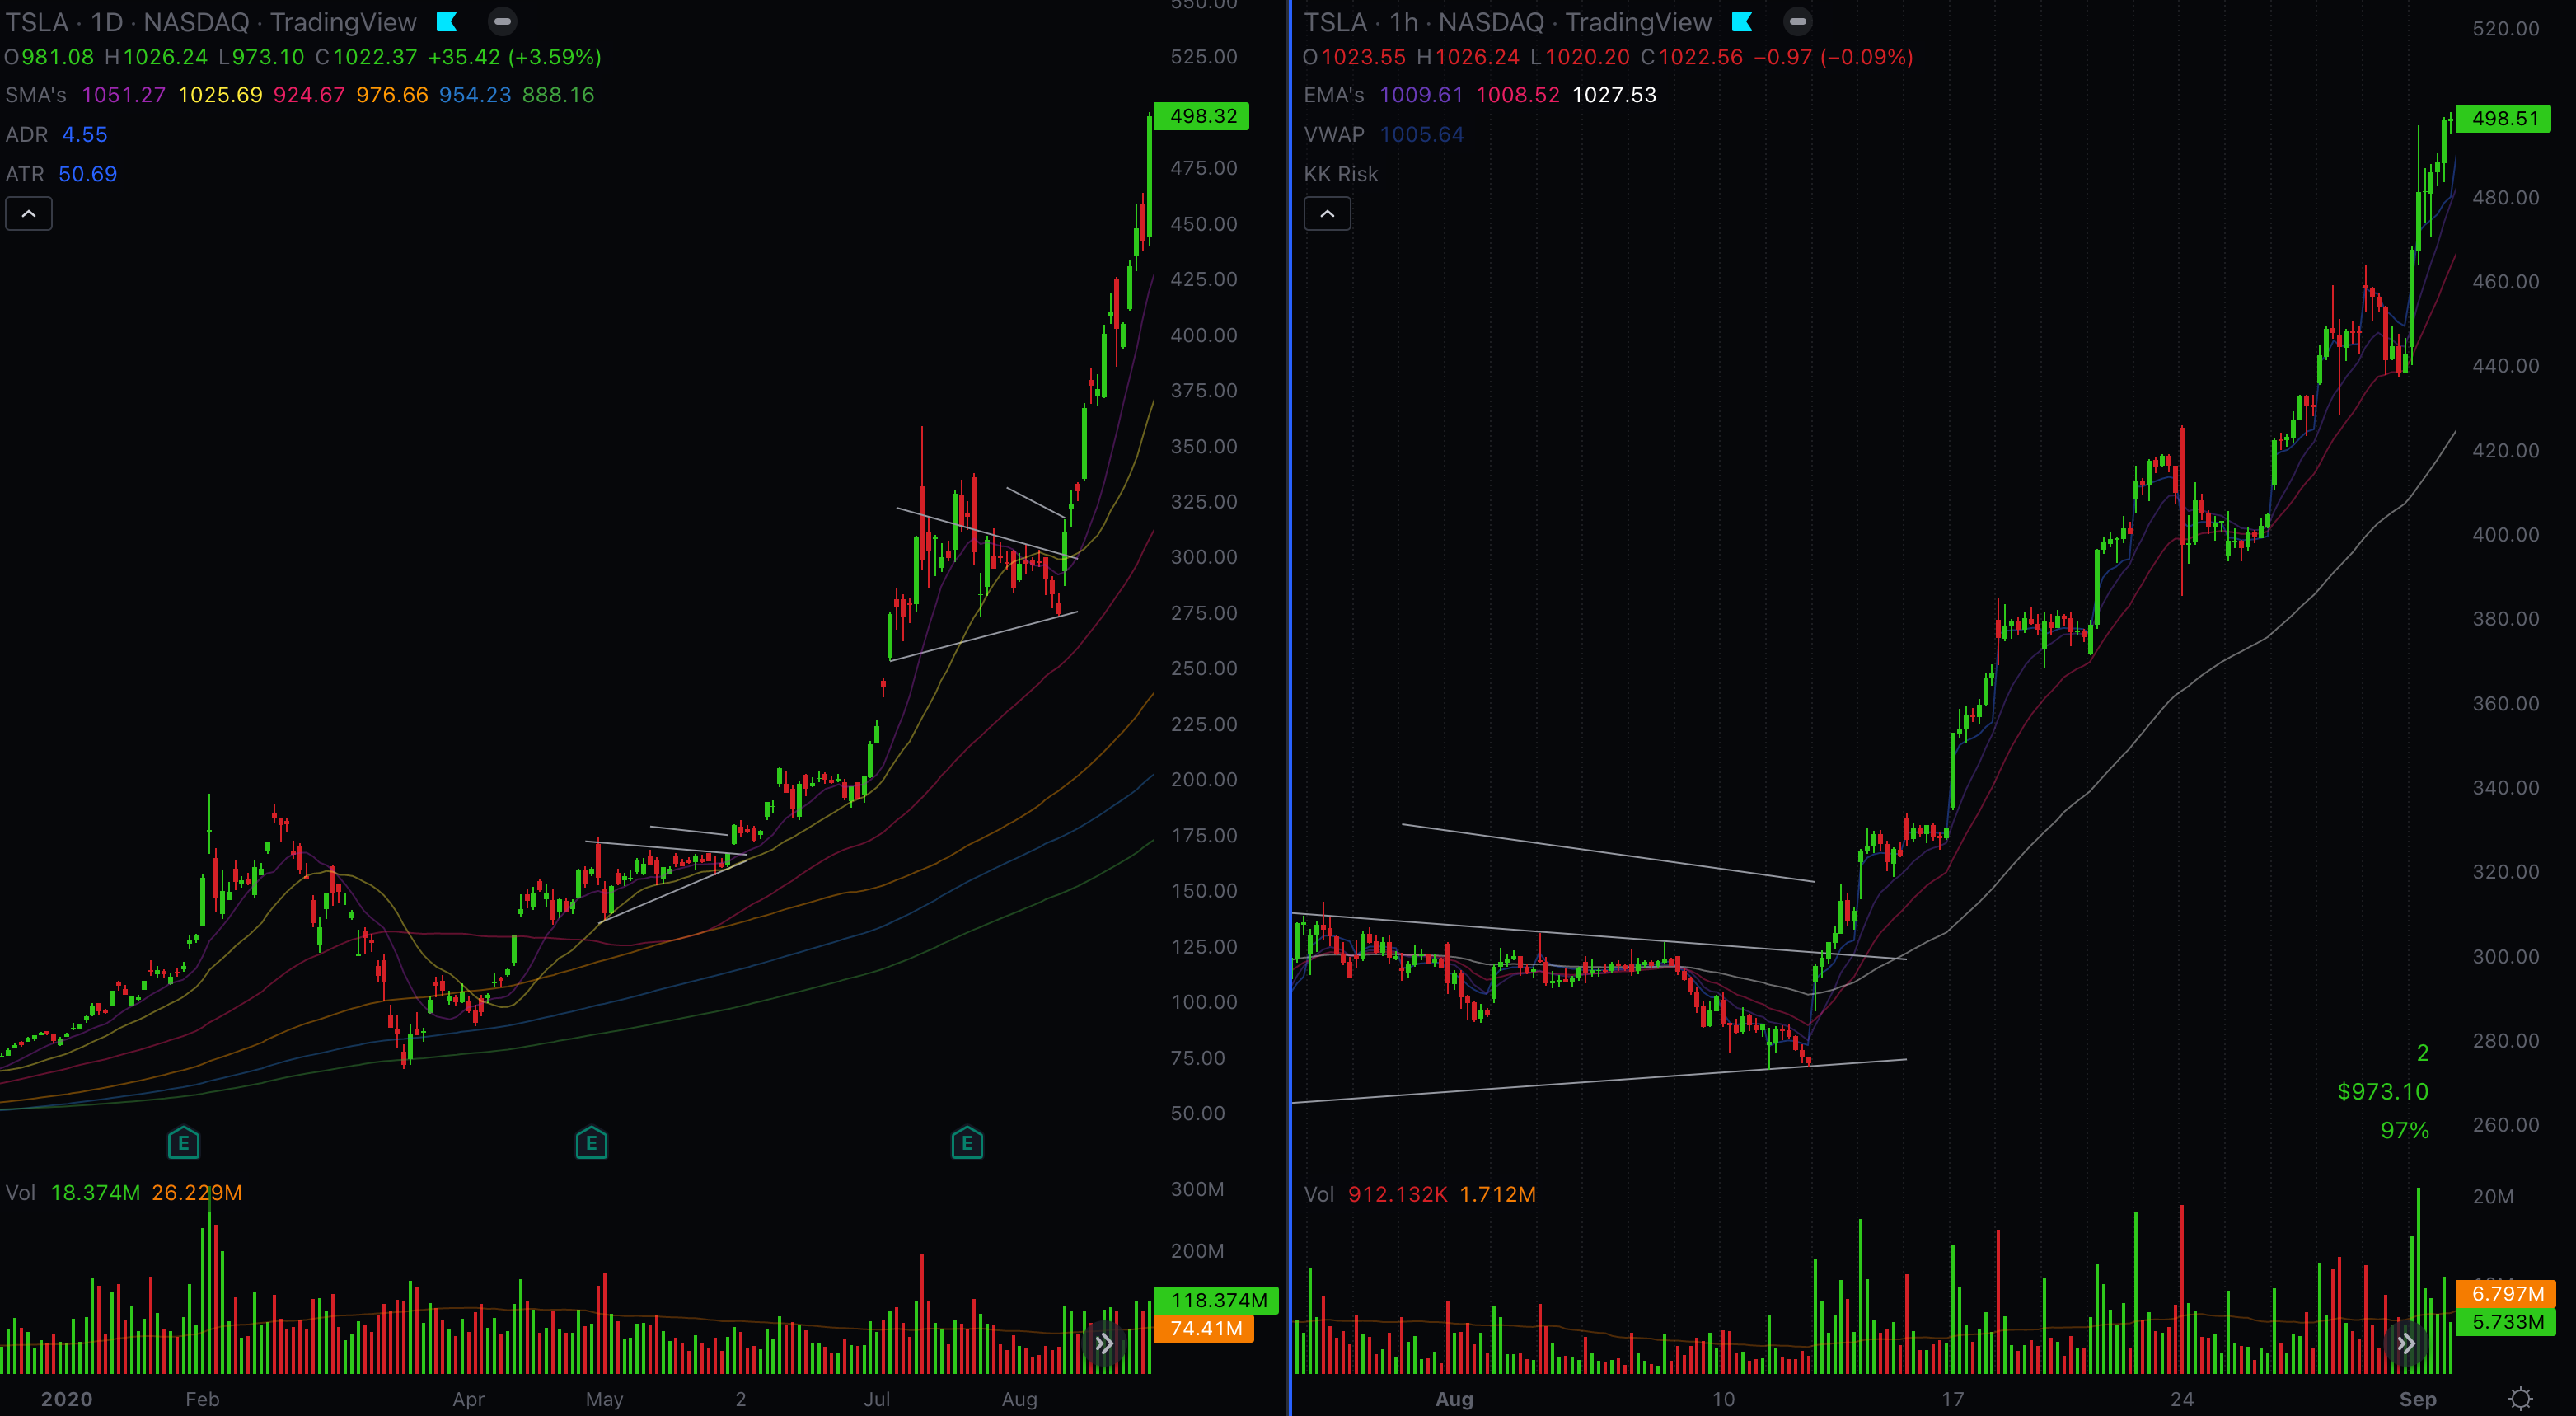 TSLA · 1D · NASDAQ · TradingView
O981.08 H1026.24 L973.10 C1022.37 +35.42 (+3.59%)
SMA's 1051.27 1025.69 924.67 976.66 954.23 888.16
ADR 4.55
ATR 50.69
550.00
525.00
498.32
475.00
450.00
425.00
400.00
375.00
350.00
325.00
300.00
275.00
250.00
225.00
200.00
175.00
150.00
125.00
100.00
75.00
50.00
E E E
Vol 18.374M 26.229M
300M
200M
118.374M
74.41M
2020 Feb Apr May 2 Jul Aug
TSLA · 1h · NASDAQ · TradingView
O1023.55 H1026.24 L1020.20 C1022.56 −0.97 (−0.09%)
EMA's 1009.61 1008.52 1027.53
VWAP 1005.64
KK Risk
520.00
498.51
480.00
460.00
440.00
420.00
400.00
380.00
360.00
340.00
320.00
300.00
280.00
260.00
2
$973.10
97%
Vol 912.132K 1.712M
20M
6.797M
5.733M
Aug 10 17 24 Sep